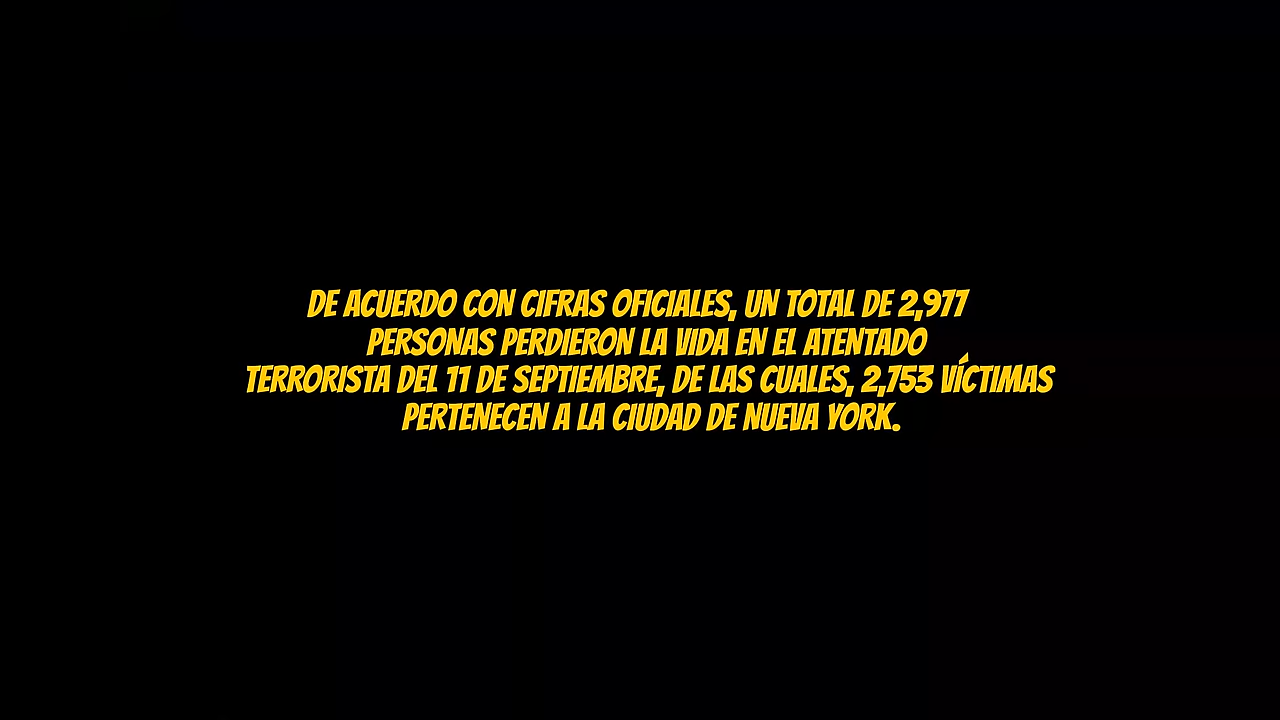 DE ACUERDO CON CIFRAS OFICIALES, UN TOTAL DE 2,977
PERSONAS PERDIERON LA VIDA EN EL ATENTADO
TERRORISTA DEL 11 DE SEPTIEMBRE, DE LAS CUALES, 2,753 VÍCTIMAS
PERTENECEN A LA CIUDAD DE NUEVA YORK.